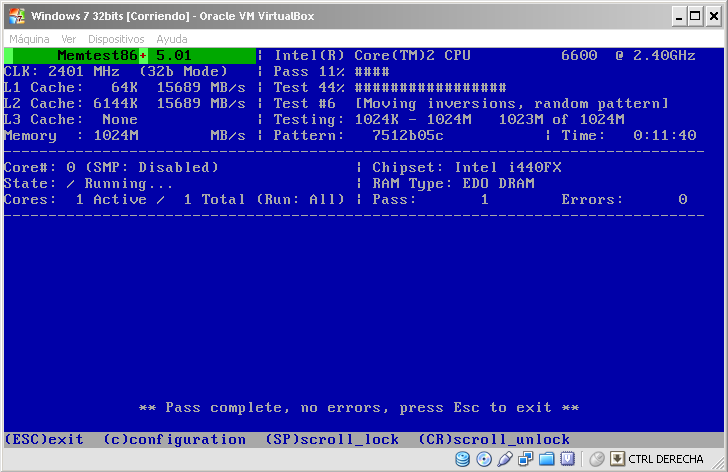 Windows 7 32bits [Corriendo] - Oracle VM VirtualBox
Máquina Ver Dispositivos Ayuda
Memtest86+ 5.01 | Intel(R) Core(TM)2 CPU 6600 @ 2.40GHz
CLK: 2401 MHz (32b Mode) | Pass 11% ####
L1 Cache: 64K 15689 MB/s | Test 44% #################
L2 Cache: 6144K 15689 MB/s | Test #6 [Moving inversions, random pattern]
L3 Cache: None | Testing: 1024K - 1024M 1023M of 1024M
Memory : 1024M MB/s | Pattern: 7512b05c | Time: 0:11:40
Core#: 0 (SMP: Disabled) | Chipset: Intel i440FX
State: / Running... | RAM Type: EDO DRAM
Cores: 1 Active / 1 Total (Run: All) | Pass: 1 Errors: 0
** Pass complete, no errors, press Esc to exit **
(ESC)exit (c)configuration (SP)scroll_lock (CR)scroll_unlock
CTRL DERECHA